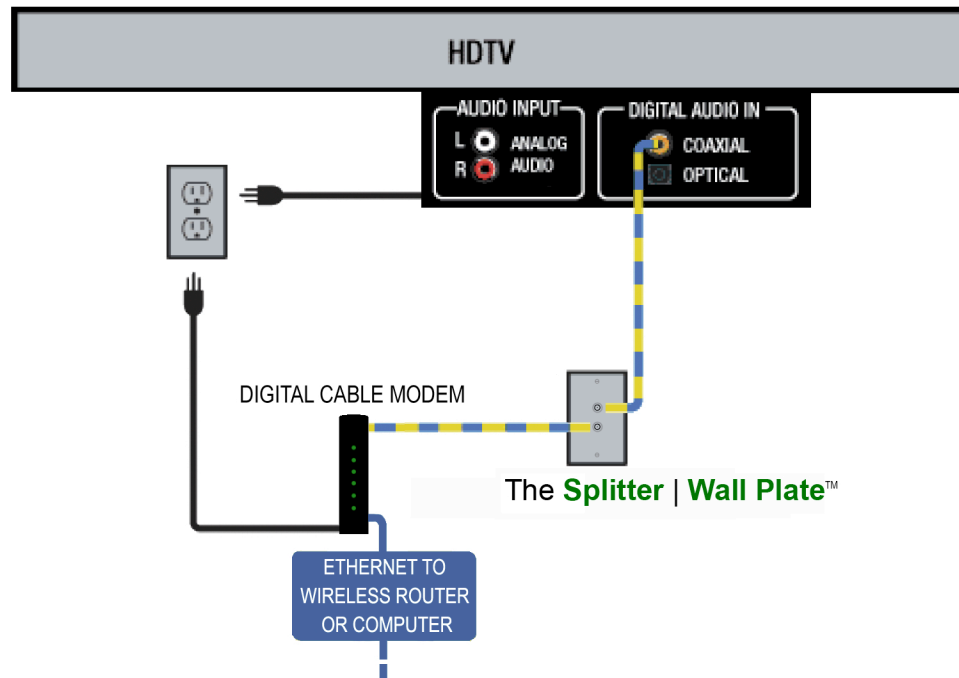 HDTV
AUDIO INPUT
L ANALOG
R AUDIO
DIGITAL AUDIO IN
COAXIAL
OPTICAL
DIGITAL CABLE MODEM
The Splitter | Wall Plate™
ETHERNET TO
WIRELESS ROUTER
OR COMPUTER